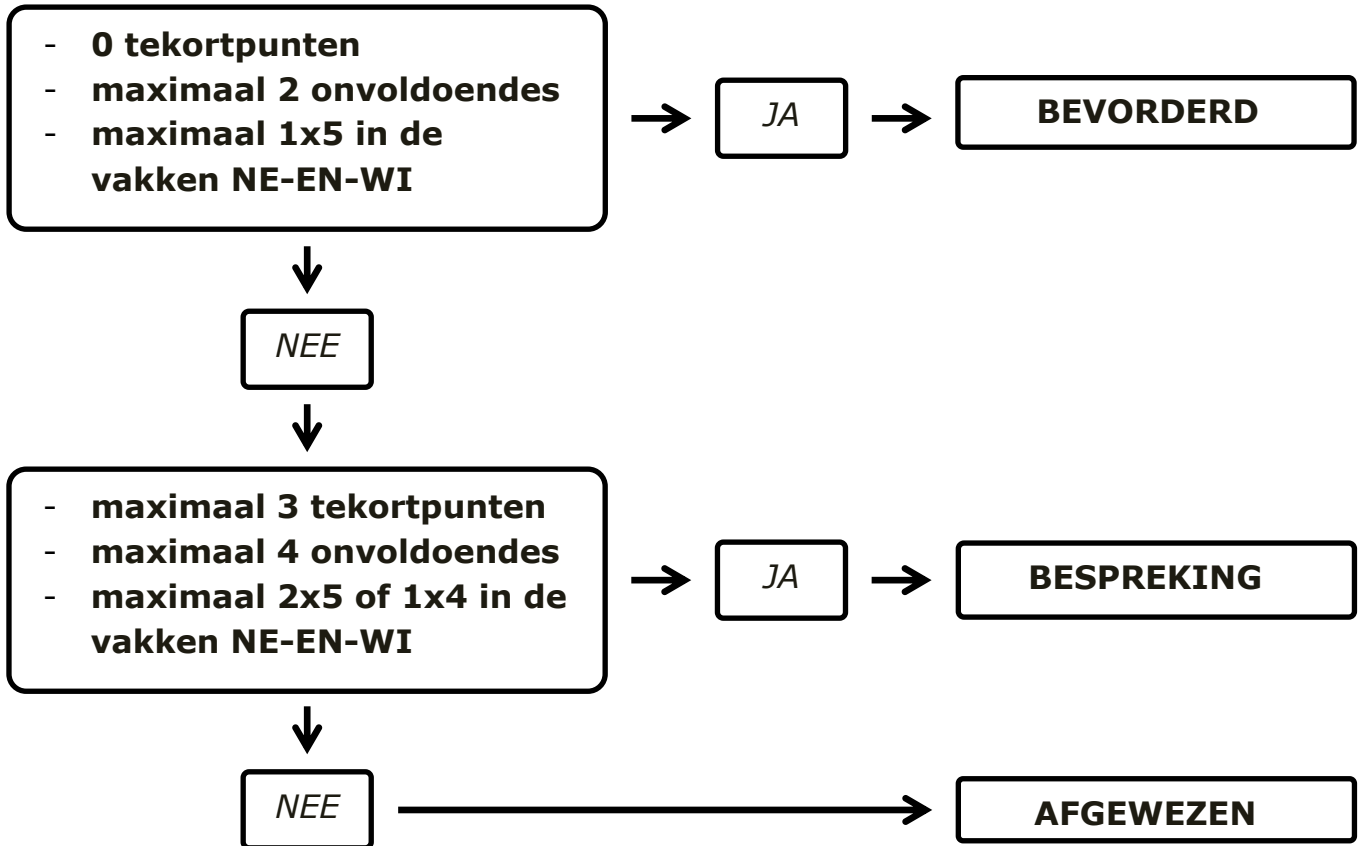 - 0 tekortpunten
- maximaal 2 onvoldoendes
- maximaal 1x5 in de
vakken NE-EN-WI
JA
BEVORDERD
NEE
- maximaal 3 tekortpunten
- maximaal 4 onvoldoendes
- maximaal 2x5 of 1x4 in de
vakken NE-EN-WI
JA
BESPREKING
NEE
AFGEWEZEN